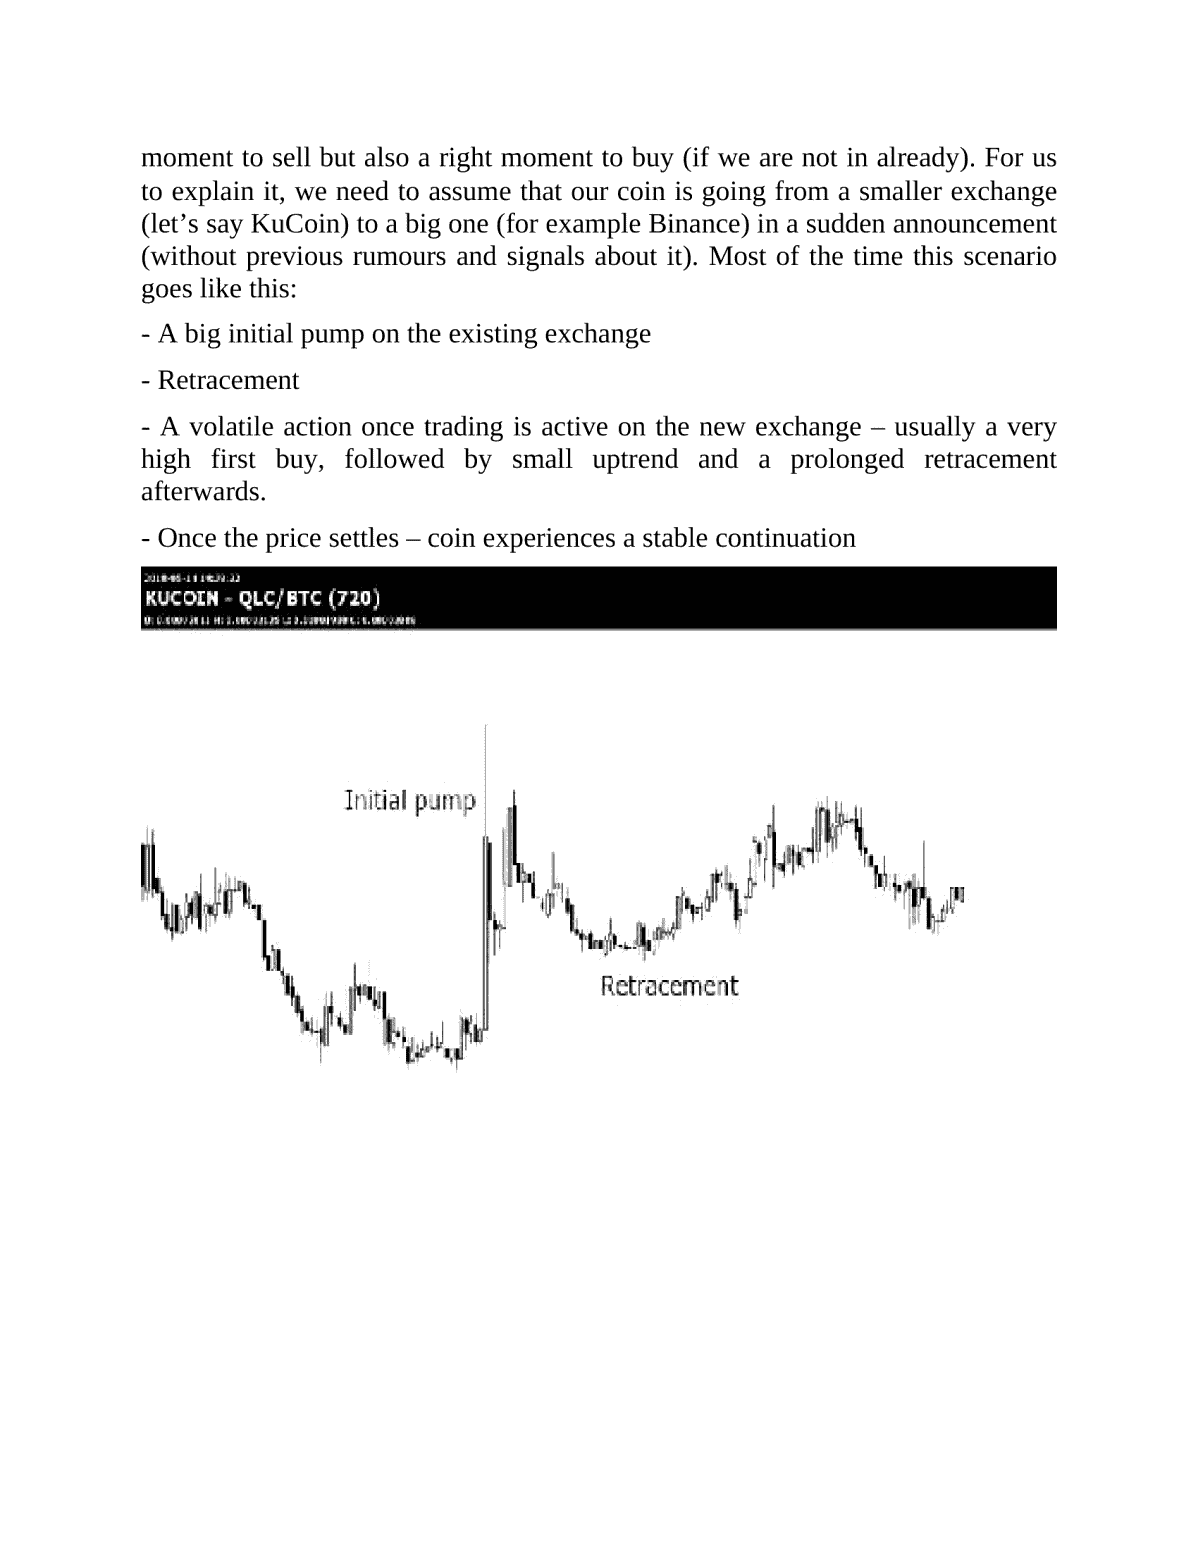 moment to sell but also a right moment to buy (if we are not in already). For us
to explain it, we need to assume that our coin is going from a smaller exchange
(let’s say KuCoin) to a big one (for example Binance) in a sudden announcement
(without previous rumours and signals about it). Most of the time this scenario
goes like this:
- A big initial pump on the existing exchange
- Retracement
- A volatile action once trading is active on the new exchange – usually a very
high first buy, followed by small uptrend and a prolonged retracement
afterwards.
- Once the price settles – coin experiences a stable continuation
KUCOIN - QLC/BTC (720)
Initial pump
Retracement